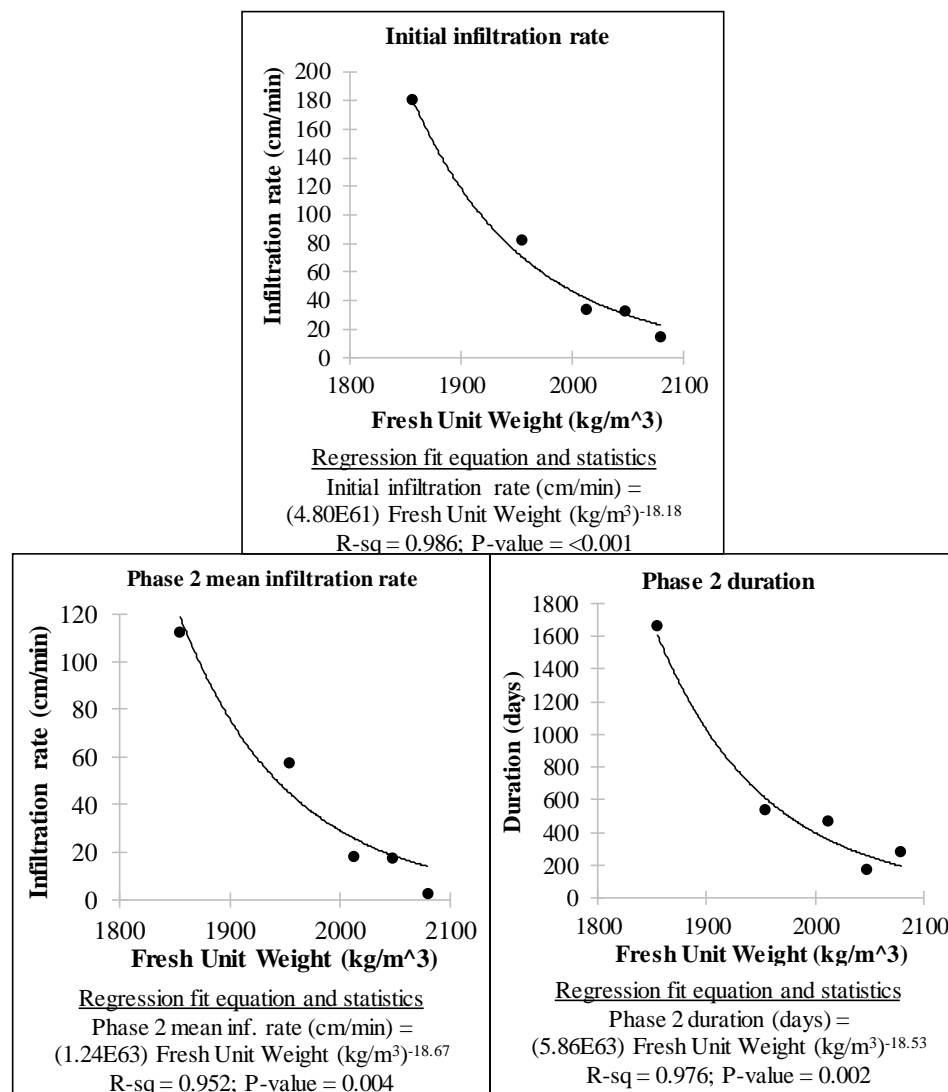 Initial infiltration rate
200
180
160
140
120
100
80
60
40
20
0
Infiltration rate (cm/min)
1800 1900 2000 2100
Fresh Unit Weight (kg/m^3)
Regression fit equation and statistics
Initial infiltration rate (cm/min) =
(4.80E61) Fresh Unit Weight (kg/m³)-18.18
R-sq = 0.986; P-value = <0.001
Phase 2 mean infiltration rate
120
100
80
60
40
20
0
Infiltration rate (cm/min)
1800 1900 2000 2100
Fresh Unit Weight (kg/m^3)
Regression fit equation and statistics
Phase 2 mean inf. rate (cm/min) =
(1.24E63) Fresh Unit Weight (kg/m³)-18.67
R-sq = 0.952; P-value = 0.004
Phase 2 duration
1800
1600
1400
1200
1000
800
600
400
200
0
Duration (days)
1800 1900 2000 2100
Fresh Unit Weight (kg/m^3)
Regression fit equation and statistics
Phase 2 duration (days) =
(5.86E63) Fresh Unit Weight (kg/m³)-18.53
R-sq = 0.976; P-value = 0.002